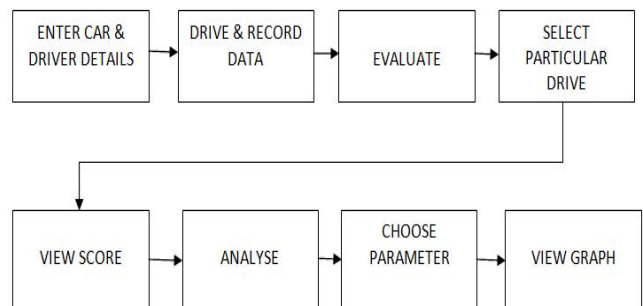 ENTER CAR &
DRIVER DETAILS
DRIVE & RECORD
DATA
EVALUATE
SELECT
PARTICULAR
DRIVE
VIEW SCORE
ANALYSE
CHOOSE
PARAMETER
VIEW GRAPH